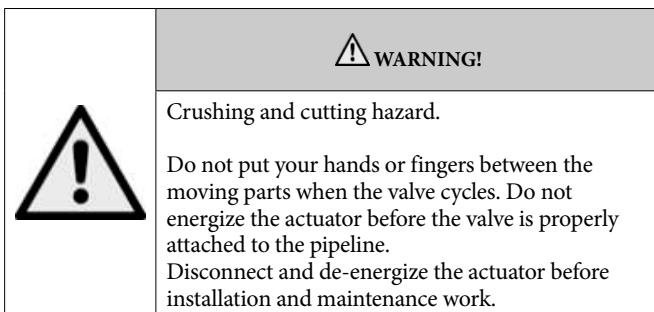 WARNING!
Crushing and cutting hazard.
Do not put your hands or fingers between the
moving parts when the valve cycles. Do not
energize the actuator before the valve is properly
attached to the pipeline.
Disconnect and de-energize the actuator before
installation and maintenance work.